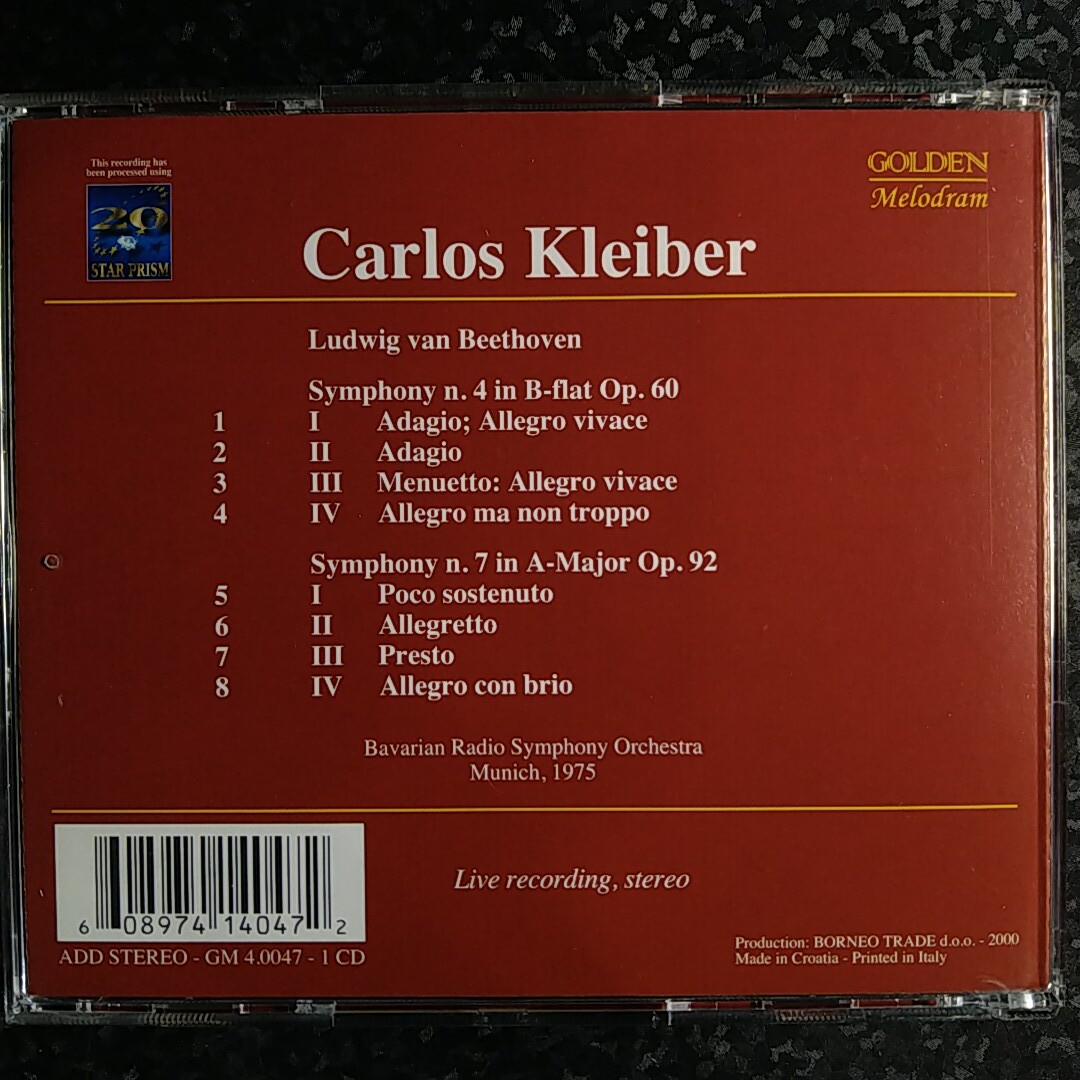 This recording has
been processed using
20
STAR PRISM
GOLDEN
Melodram
Carlos Kleiber
Ludwig van Beethoven
Symphony n. 4 in B-flat Op. 60
1 I Adagio; Allegro vivace
2 II Adagio
3 III Menuetto: Allegro vivace
4 IV Allegro ma non troppo
Symphony n. 7 in A-Major Op. 92
5 I Poco sostenuto
6 II Allegretto
7 III Presto
8 IV Allegro con brio
Bavarian Radio Symphony Orchestra
Munich, 1975
Live recording, stereo
6 08974 14047 2
ADD STEREO - GM 4.0047 - 1 CD
Production: BORNEO TRADE d.o.o. - 2000
Made in Croatia - Printed in Italy